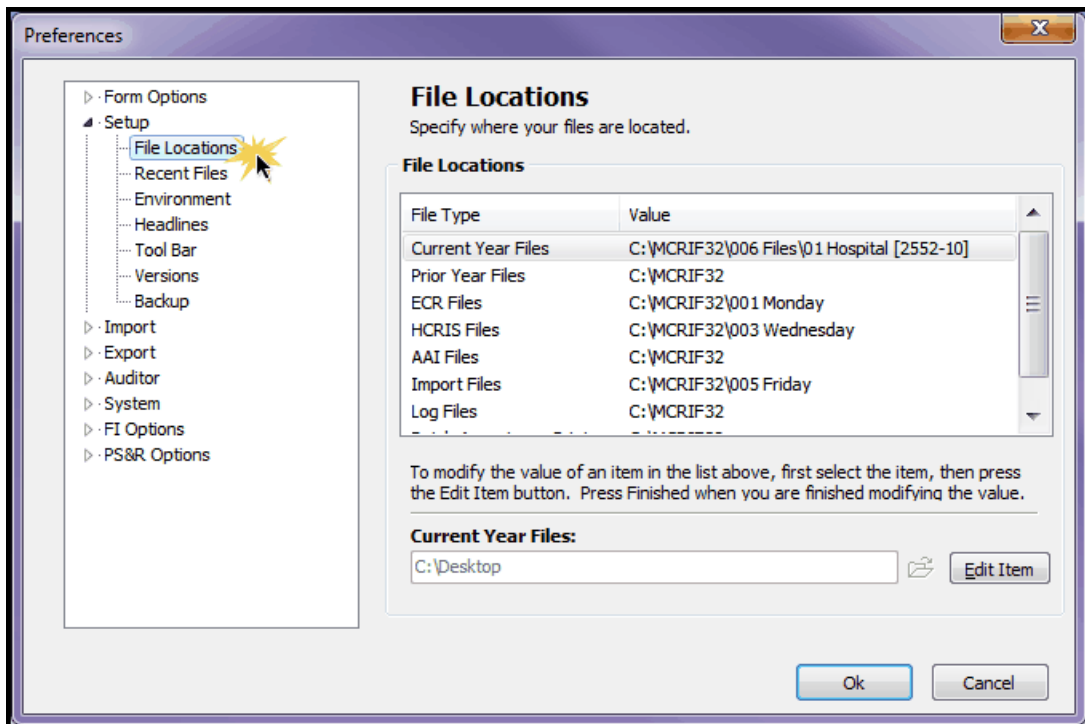 Preferences
Form Options
Setup
File Locations
Recent Files
Environment
Headlines
Tool Bar
Versions
Backup
Import
Export
Auditor
System
FI Options
PS&R Options
File Locations
Specify where your files are located.
File Locations
File Type Value
Current Year Files C:\MCRIF32\006 Files\01 Hospital [2552-10]
Prior Year Files C:\MCRIF32
ECR Files C:\MCRIF32\001 Monday
HCRIS Files C:\MCRIF32\003 Wednesday
AAI Files C:\MCRIF32
Import Files C:\MCRIF32\005 Friday
Log Files C:\MCRIF32
To modify the value of an item in the list above, first select the item, then press
the Edit Item button. Press Finished when you are finished modifying the value.
Current Year Files:
C:\Desktop Edit Item
Ok Cancel